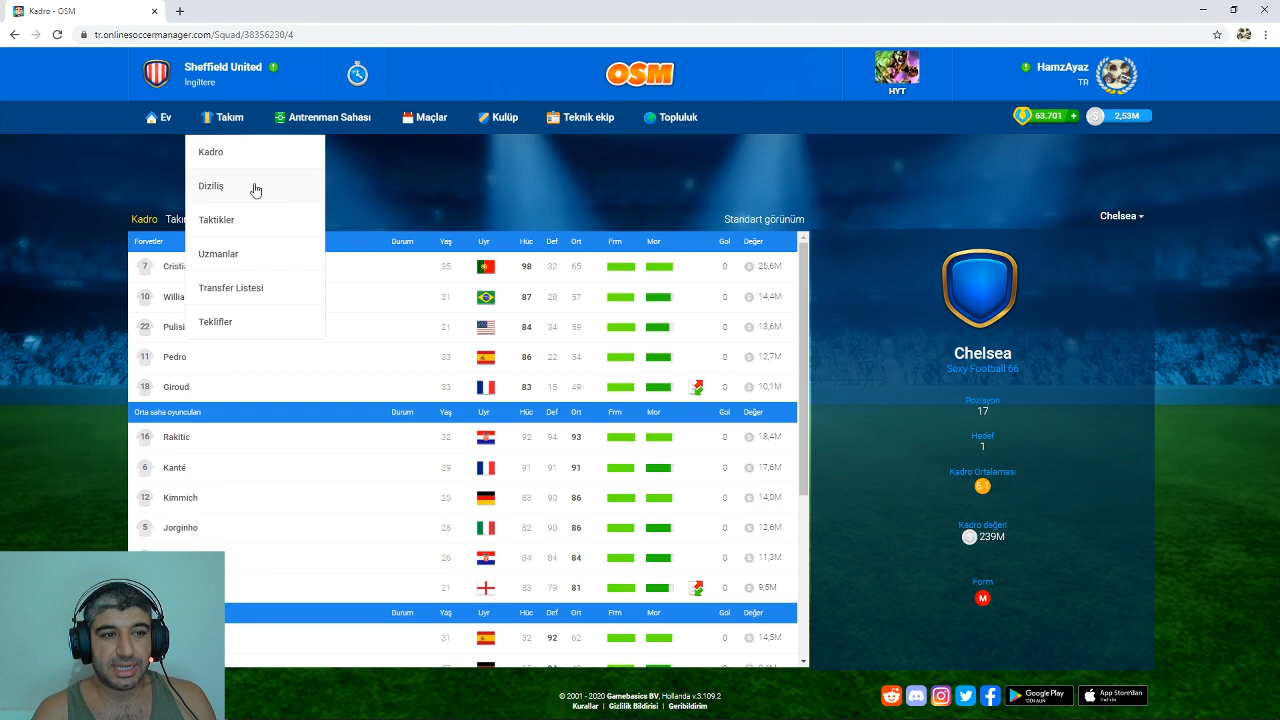 Kadro - OSM
tr.onlinesoccermanager.com/Squad/38356230/4
Sheffield United
İngiltere
OSM
HYT
HamzAyaz
TR
Ev Takım Antrenman Sahası Maçlar Kulüp Teknik ekip Topluluk
63.701 + 2,53M
Kadro
Diziliş
Taktikler
Uzmanlar
Transfer Listesi
Teklifler
Kadro Standart görünüm
Chelsea
Forvetler Durum Yaş Uyr Hüc Def Ort Frm Mor Gol Değer
7 35 98 32 65 0 25,6M
10 31 87 28 57 0 14,4M
22 21 84 34 59 0 13,6M
11 Pedro 33 86 22 54 0 12,7M
18 Giroud 33 83 15 49 0 10,1M
Orta saha oyuncuları Durum Yaş Uyr Hüc Def Ort Frm Mor Gol Değer
16 Rakitic 32 92 94 93 0 18,4M
6 Kanté 29 91 91 91 0 17,6M
12 Kimmich 25 83 90 86 0 14,0M
5 Jorginho 28 82 90 86 0 12,6M
26 84 84 84 0 11,3M
21 83 79 81 0 9,5M
Durum Yaş Uyr Hüc Def Ort Frm Mor Gol Değer
31 32 92 62 0 14,5M
Chelsea
Sexy Football 66
Pozisyon
17
Hedef
1
Kadro Ortalaması
Kadro değeri
239M
Form
M
© 2001 - 2020 Gamebasics BV, Hollanda v.3.109.2
Kurallar | Gizlilik Bildirisi | Geribildirim
Google Play
'DEN ALIN
App Store'dan
İndirin